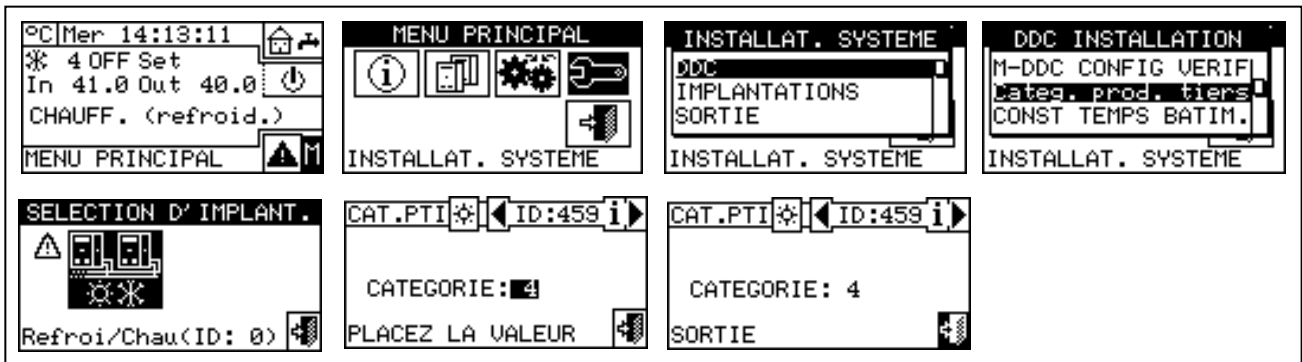 ºC Mer 14:13:11
4 OFF Set
In 41.0 Out 40.0
CHAUFF. (refroid.)
MENU PRINCIPAL M
MENU PRINCIPAL
i
INSTALLAT. SYSTEME
INSTALLAT. SYSTEME
DDC
IMPLANTATIONS
SORTIE
INSTALLAT. SYSTEME
DDC INSTALLATION
M-DDC CONFIG VERIF
Categ. prod. tiers
CONST TEMPS BATIM.
INSTALLAT. SYSTEME
SELECTION D'IMPLANT.
Refroi/Chau(ID: 0)
CAT.PTI ID:459 i
CATEGORIE: 4
PLACEZ LA VALEUR
CAT.PTI ID:459 i
CATEGORIE: 4
SORTIE